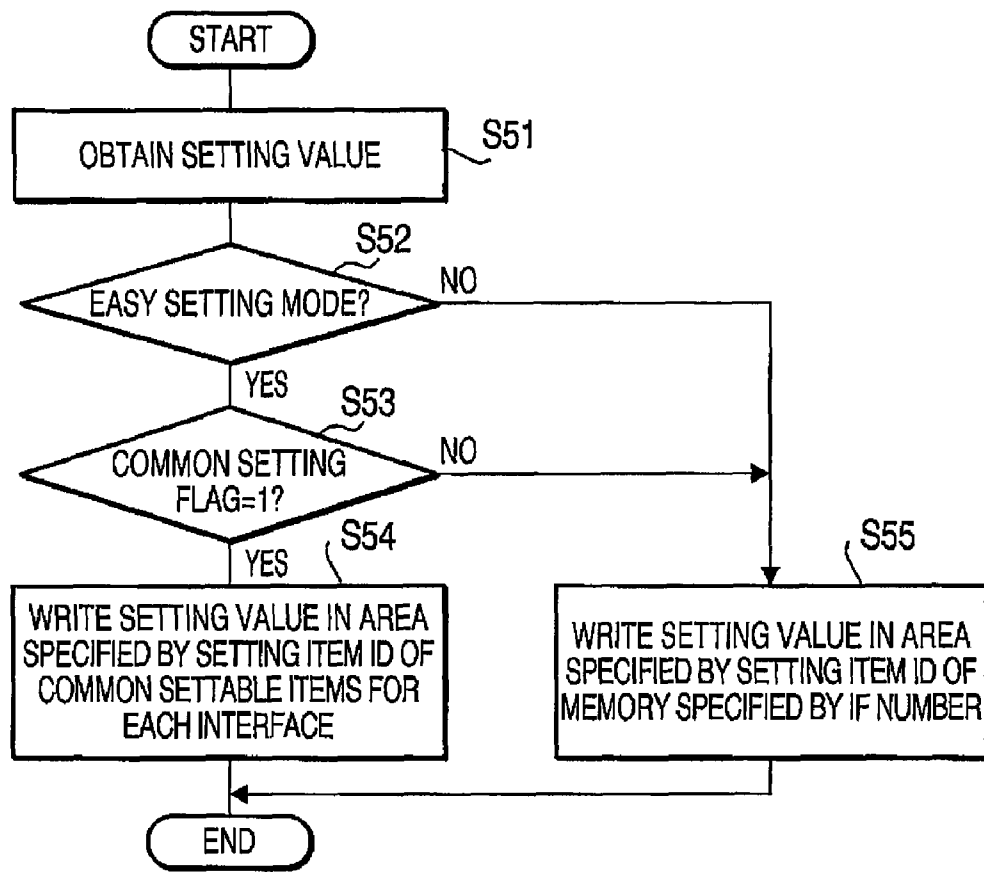 START
OBTAIN SETTING VALUE
S51
S52
EASY SETTING MODE?
NO
YES
S53
COMMON SETTING
FLAG=1?
NO
YES
S54
WRITE SETTING VALUE IN AREA
SPECIFIED BY SETTING ITEM ID OF
COMMON SETTABLE ITEMS FOR
EACH INTERFACE
S55
WRITE SETTING VALUE IN AREA
SPECIFIED BY SETTING ITEM ID OF
MEMORY SPECIFIED BY IF NUMBER
END